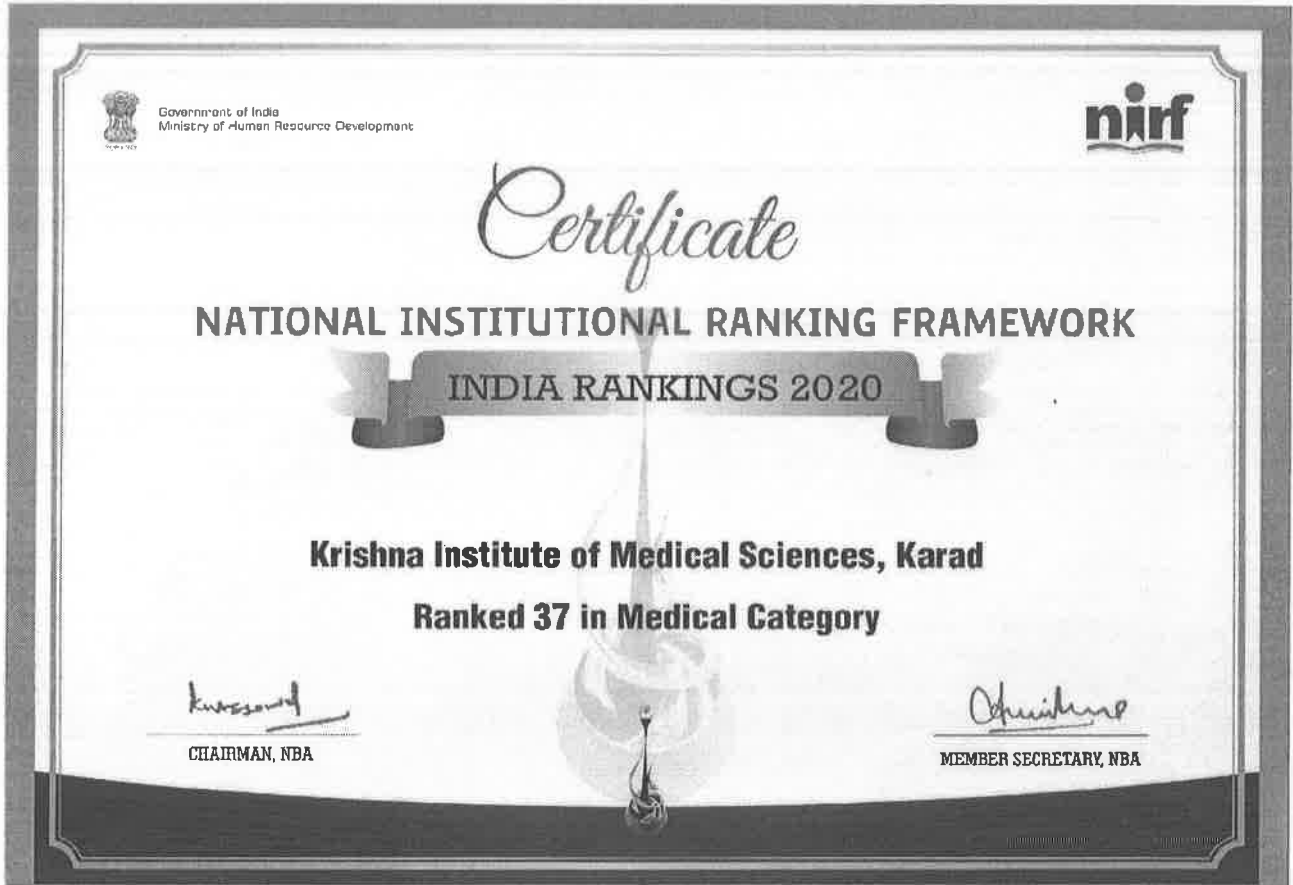 Government of India
Ministry of Human Resource Development
nirf
Certificate
NATIONAL INSTITUTIONAL RANKING FRAMEWORK
INDIA RANKINGS 2020
Krishna Institute of Medical Sciences, Karad
Ranked 37 in Medical Category
CHAIRMAN, NBA
MEMBER SECRETARY, NBA